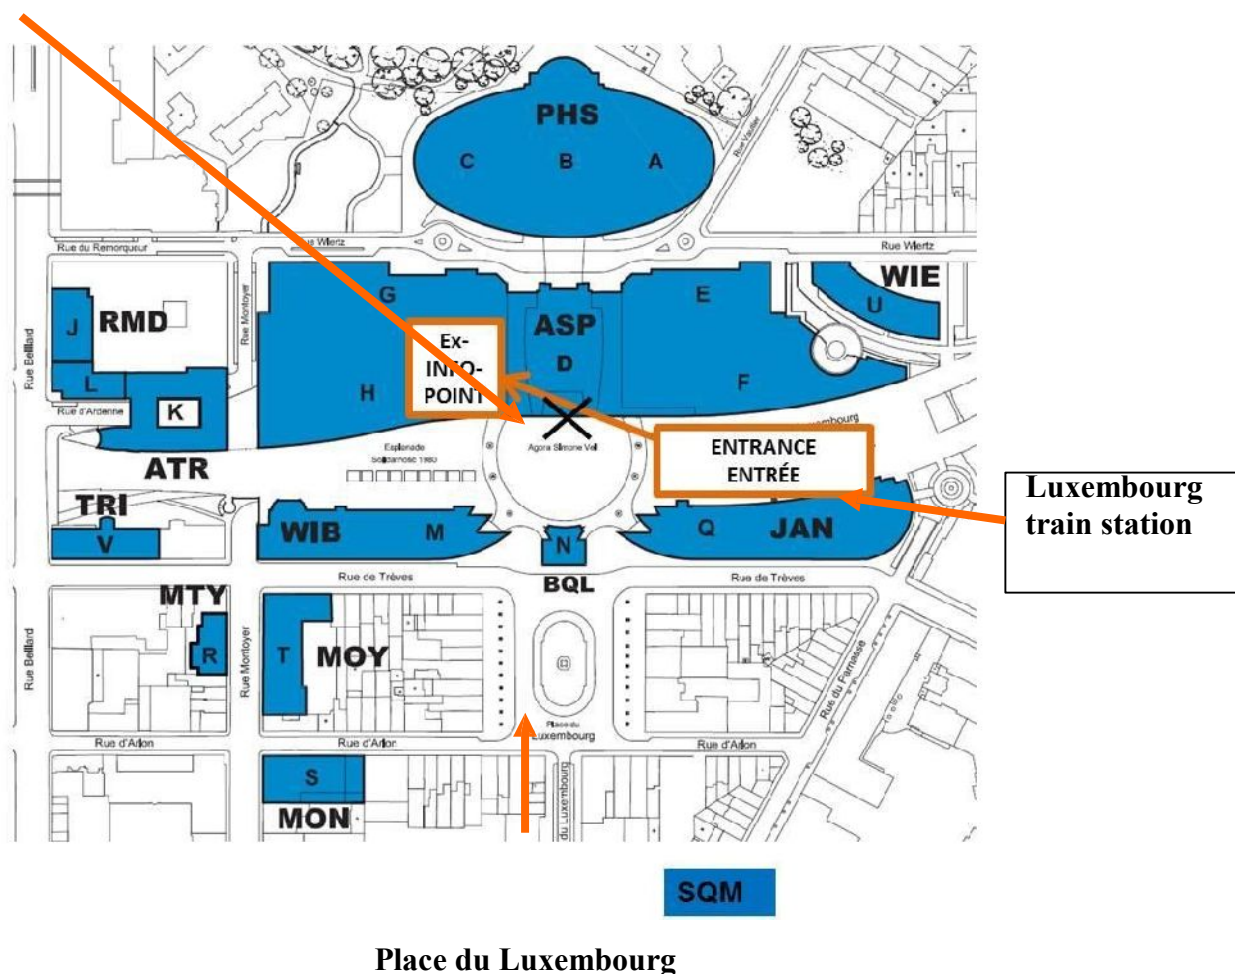 PHS
C
B
A
Rue Vautier
Rue du Remorqueur
Rue Wiertz
Rue Wiertz
WIE
U
G
E
J
RMD
Rue Montoyer
ASP
D
Ex-
INFO-
POINT
Rue Belliard
L
H
F
Rue d'Ardenne
K
ENTRANCE
ENTRÉE
Esplanade
Solidarność 1980
Agora Simone Veil
ATR
Luxembourg
train station
TRI
V
WIB
M
N
Q
JAN
BQL
Rue de Trèves
Rue de Trèves
MTY
R
Rue Belliard
Rue Montoyer
T
MOY
Rue du Parnasse
Place du
Luxembourg
Rue d'Arlon
Rue d'Arlon
Rue d'Arlon
S
MON
du Luxembourg
SQM
Place du Luxembourg